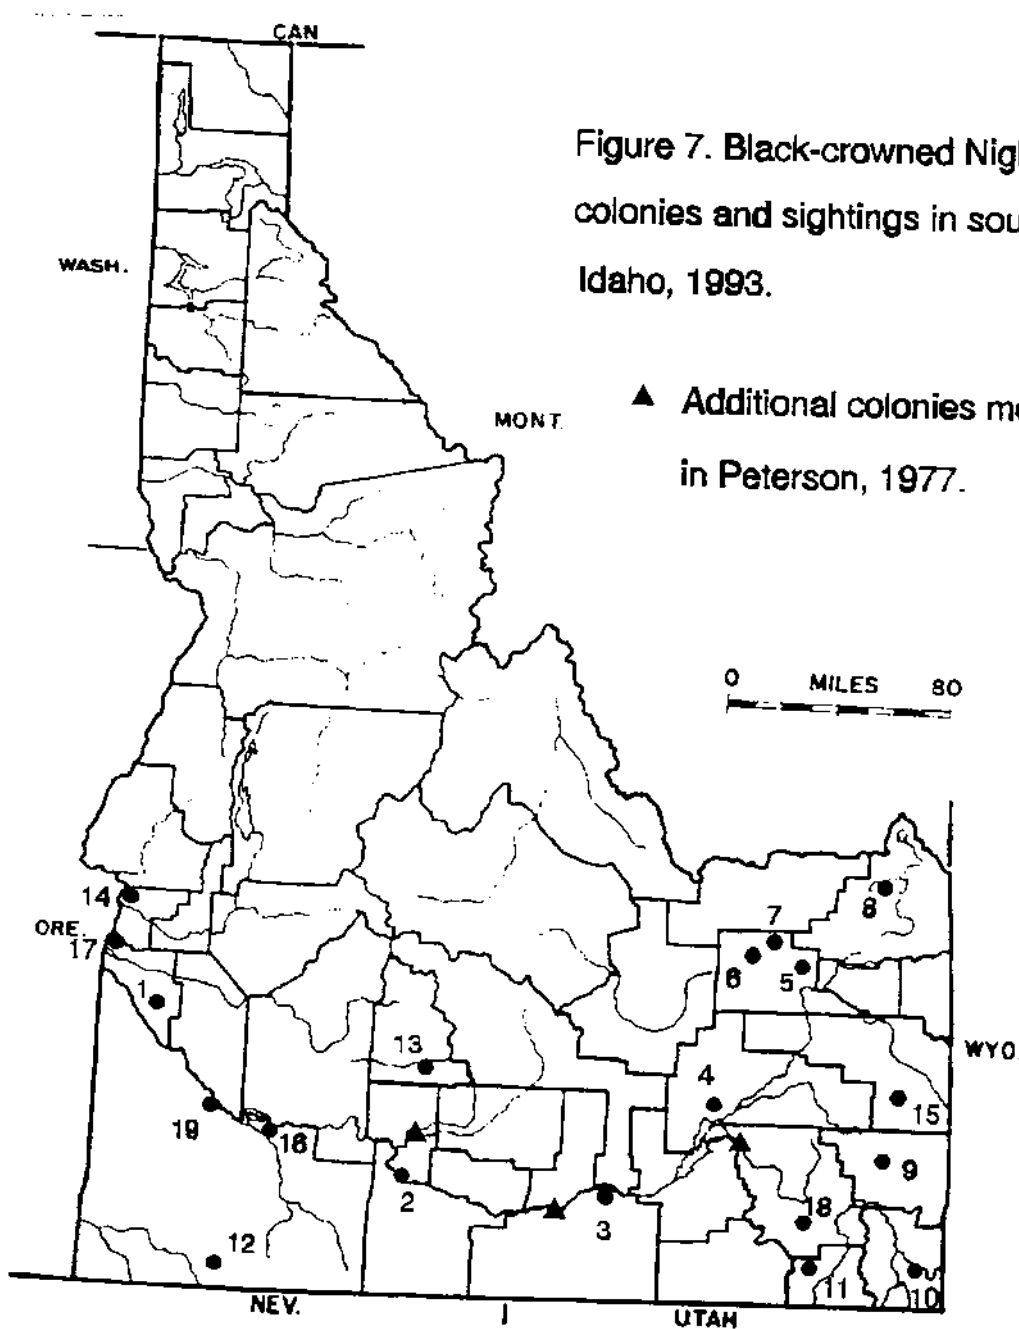 CAN
Figure 7. Black-crowned
colonies and sightings in
Idaho, 1993.
WASH.
▲ Additional colonies
in Peterson, 1977.
MONT.
0 MILES 80
14
ORE.
17
1
8
7
6
5
13
4
WYO
15
19
16
9
2
3
18
12
11
10
NEV.
UTAH